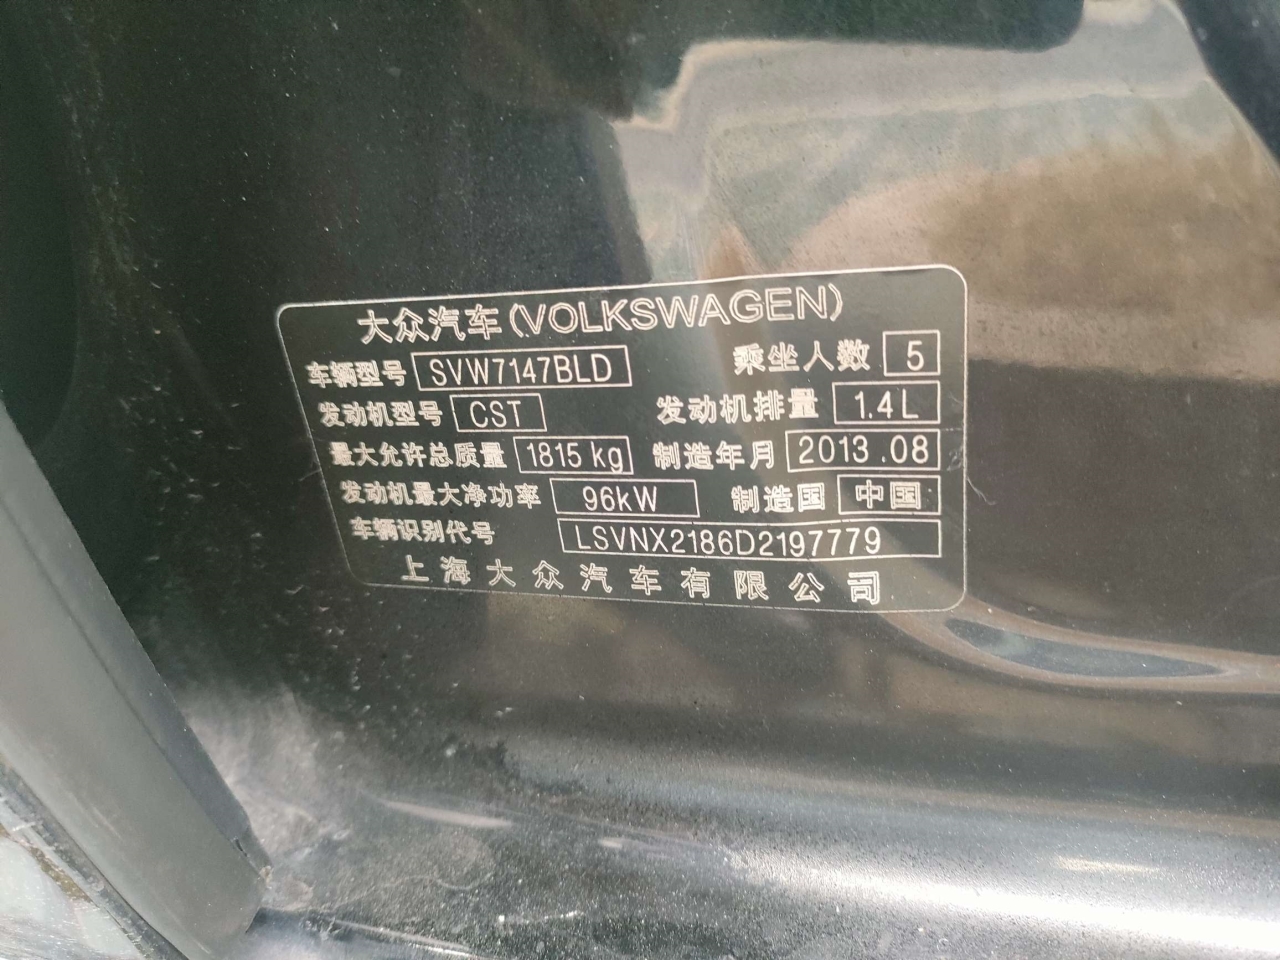 大众汽车(VOLKSWAGEN)
车辆型号 SVW7147BLD 乘坐人数 5
发动机型号 CST 发动机排量 1.4L
最大允许总质量 1815 kg 制造年月 2013.08
发动机最大净功率 96kW 制造国 中国
车辆识别代号 LSVNX2186D2197779
上海大众汽车有限公司